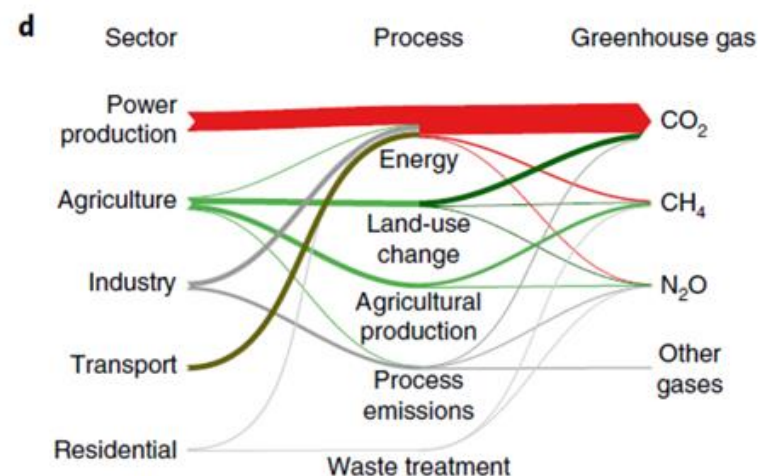 d
Sector Process Greenhouse gas
Power
production
Agriculture
Industry
Transport
Residential
Energy
Land-use
change
Agricultural
production
Process
emissions
Waste treatment
CO₂
CH₄
N₂O
Other
gases